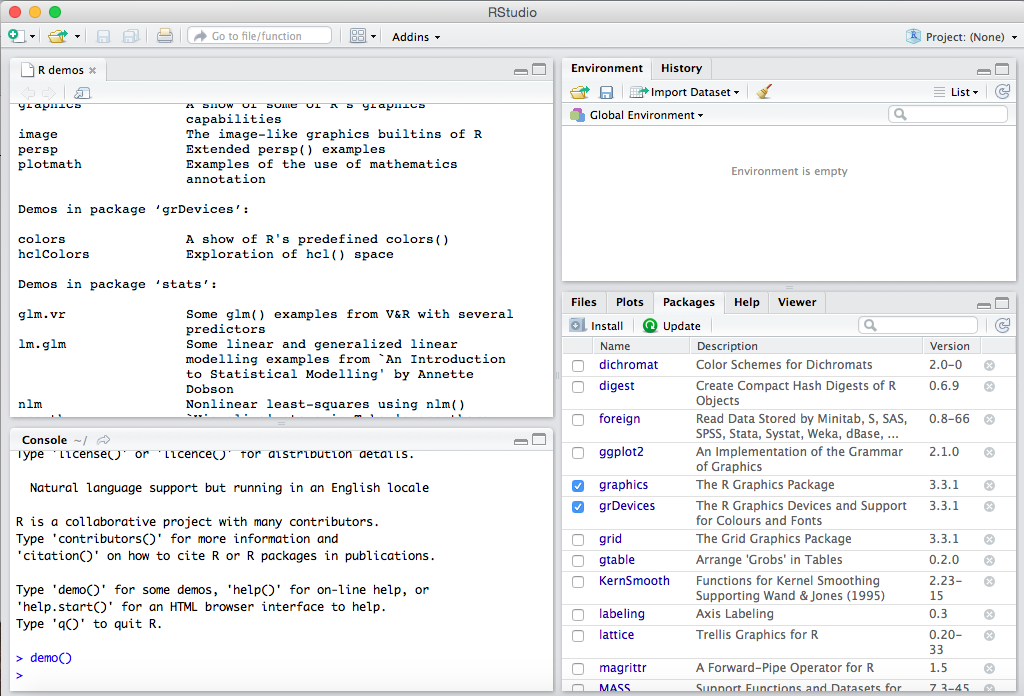 RStudio
Go to file/function
Addins
Project: (None)
R demos
graphics A show of some of R's graphics
capabilities
image The image-like graphics builtins of R
persp Extended persp() examples
plotmath Examples of the use of mathematics
annotation
Demos in package ‘grDevices’:
colors A show of R's predefined colors()
hclColors Exploration of hcl() space
Demos in package ‘stats’:
glm.vr Some glm() examples from V&R with several
predictors
lm.glm Some linear and generalized linear
modelling examples from `An Introduction
to Statistical Modelling' by Annette
Dobson
nlm Nonlinear least-squares using nlm()
Console ~/
Type 'license()' or 'licence()' for distribution details.
Natural language support but running in an English locale
R is a collaborative project with many contributors.
Type 'contributors()' for more information and
'citation()' on how to cite R or R packages in publications.
Type 'demo()' for some demos, 'help()' for on-line help, or
'help.start()' for an HTML browser interface to help.
Type 'q()' to quit R.
> demo()
>
Environment History
Import Dataset List
Global Environment
Environment is empty
Files Plots Packages Help Viewer
Install Update
Name Description Version
dichromat Color Schemes for Dichromats 2.0-0
digest Create Compact Hash Digests of R 0.6.9
Objects
foreign Read Data Stored by Minitab, S, SAS, 0.8-66
SPSS, Stata, Systat, Weka, dBase, ...
ggplot2 An Implementation of the Grammar 2.1.0
of Graphics
graphics The R Graphics Package 3.3.1
grDevices The R Graphics Devices and Support 3.3.1
for Colours and Fonts
grid The Grid Graphics Package 3.3.1
gtable Arrange 'Grobs' in Tables 0.2.0
KernSmooth Functions for Kernel Smoothing 2.23-
Supporting Wand & Jones (1995) 15
labeling Axis Labeling 0.3
lattice Trellis Graphics for R 0.20-
33
magrittr A Forward-Pipe Operator for R 1.5
MASS Support Functions and Datasets for 7.3-45